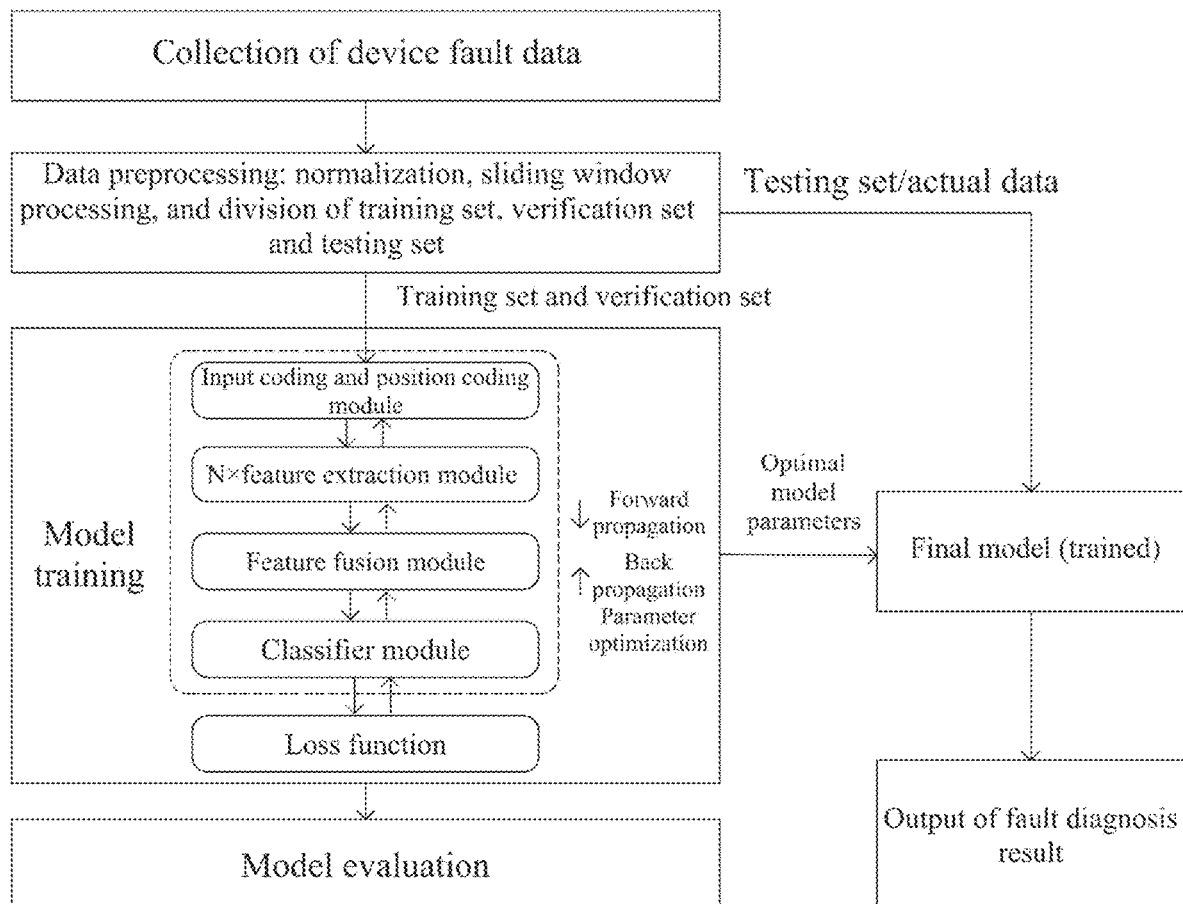 Collection of device fault data
Data preprocessing: normalization, sliding window
processing, and division of training set, verification set
and testing set
Testing set/actual data
Training set and verification set
Input coding and position coding
module
N×feature extraction module
Feature fusion module
Classifier module
Loss function
Model
training
Forward
propagation
Back
propagation
Parameter
optimization
Optimal
model
parameters
Final model (trained)
Output of fault diagnosis
result
Model evaluation